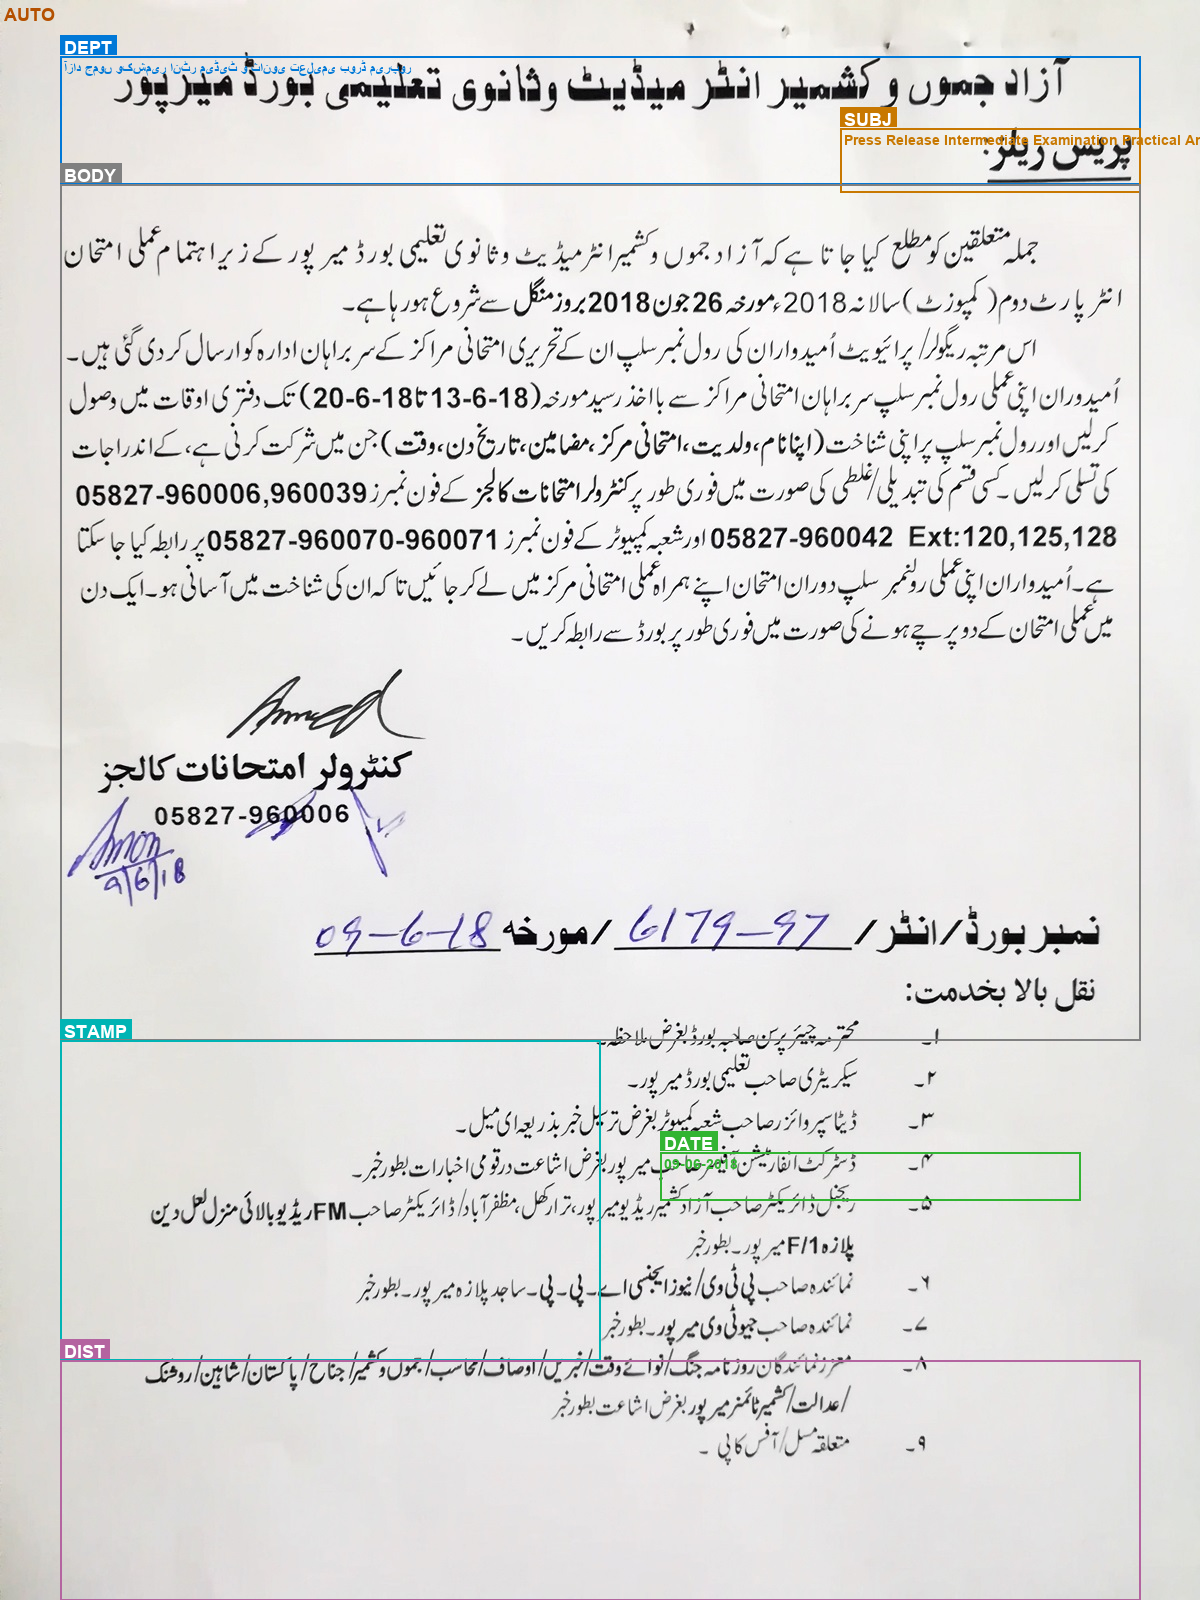 AUTO
DEPT
آزاد جموں و کشمیر انٹر میڈیٹ و ثانوی تعلیمی بورڈ میرپور
آزاد جموں و کشمیر انٹر میڈیٹ وثانوی تعلیمی بورڈ میرپور
SUBJ
Press Release Intermediate Examination Practical
پریس ریلیز:
BODY
جملہ متعلقین کو مطلع کیا جاتا ہے کہ آزاد جموں و کشمیر انٹرمیڈیٹ و ثانوی تعلیمی بورڈ میرپور کے زیر اہتمام عملی امتحان
انٹر پارٹ دوم (کمپوزٹ) سالانہ 2018ء مورخہ 26 جون 2018 بروز منگل سے شروع ہو رہا ہے۔
اس مرتبہ ریگولر/ پرائیویٹ اُمیدواران کی رول نمبر سلپ ان کے تحریری امتحانی مراکز کے سربراہان ادارہ کو ارسال کر دی گئی ہیں۔
اُمیدوران اپنی عملی رول نمبر سلپ سربراہان امتحانی مراکز سے بااخذ رسید مورخہ (13-6-18 تا 20-6-18) تک دفتری اوقات میں وصول
کر لیں اور رول نمبر سلپ پر اپنی شناخت (اپنا نام، ولدیت، امتحانی مرکز، مضامین، تاریخ دن، وقت) جن میں شرکت کرنی ہے، کے اندراجات
کی تسلی کر لیں۔ کسی قسم کی تبدیلی/غلطی کی صورت میں فوری طور پر کنٹرولر امتحانات کالجز کے فون نمبرز 05827-960006,960039
05827-960042 Ext:120,125,128 اور شعبہ کمپیوٹر کے فون نمبرز 05827-960070-960071 پر رابطہ کیا جا سکتا
ہے۔ اُمیدواران اپنی عملی رولنمبر سلپ دوران امتحان اپنے ہمراہ عملی امتحانی مرکز میں لے کر جائیں تاکہ ان کی شناخت میں آسانی ہو۔ ایک دن
میں عملی امتحان کے دو پرچے ہونے کی صورت میں فوری طور پر بورڈ سے رابطہ کریں۔
کنٹرولر امتحانات کالجز
05827-960006
9/6/18
نمبر بورڈ/انٹر/ 6179-97 /مورخہ 09-6-18
نقل بالا بخدمت:
STAMP
۱۔ محترمہ چیئرپرسن صاحبہ بورڈ بغرض ملاحظہ۔
۲۔ سیکریٹری صاحب تعلیمی بورڈ میرپور۔
۳۔ ڈیٹا سپروائزر صاحب شعبہ کمپیوٹر بغرض ترسیل خبر بذریعہ ای میل۔
DATE
09-06-2018
۴۔ ڈسٹرکٹ انفارمیشن آفیسر صاحب میرپور بغرض اشاعت در قومی اخبارات بطور خبر۔
۵۔ ریجنل ڈائریکٹر صاحب آزاد کشمیر ریڈیو میرپور، تراڑکھل، مظفرآباد/ ڈائریکٹر صاحب FM ریڈیو بالائی منزل لعل دین
پلازہ F/1 میرپور۔ بطور خبر
۶۔ نمائندہ صاحب پی ٹی وی/ نیوز ایجنسی اے۔ پی۔ پی۔ ساجد پلازہ میرپور۔ بطور خبر
۷۔ نمائندہ صاحب جیو ٹی وی میرپور۔ بطور خبر
DIST
۸۔ معزز نمائندگان روزنامہ جنگ/ نوائے وقت/ خبریں/ اوصاف/ محاسب/ جموں و کشمیر/ جناح/ پاکستان/ شاہین/
/عدالت/ کشمیر ٹائمنز میرپور بغرض اشاعت بطور خبر
۹۔ متعلقہ مسل/ آفس کاپی ۔